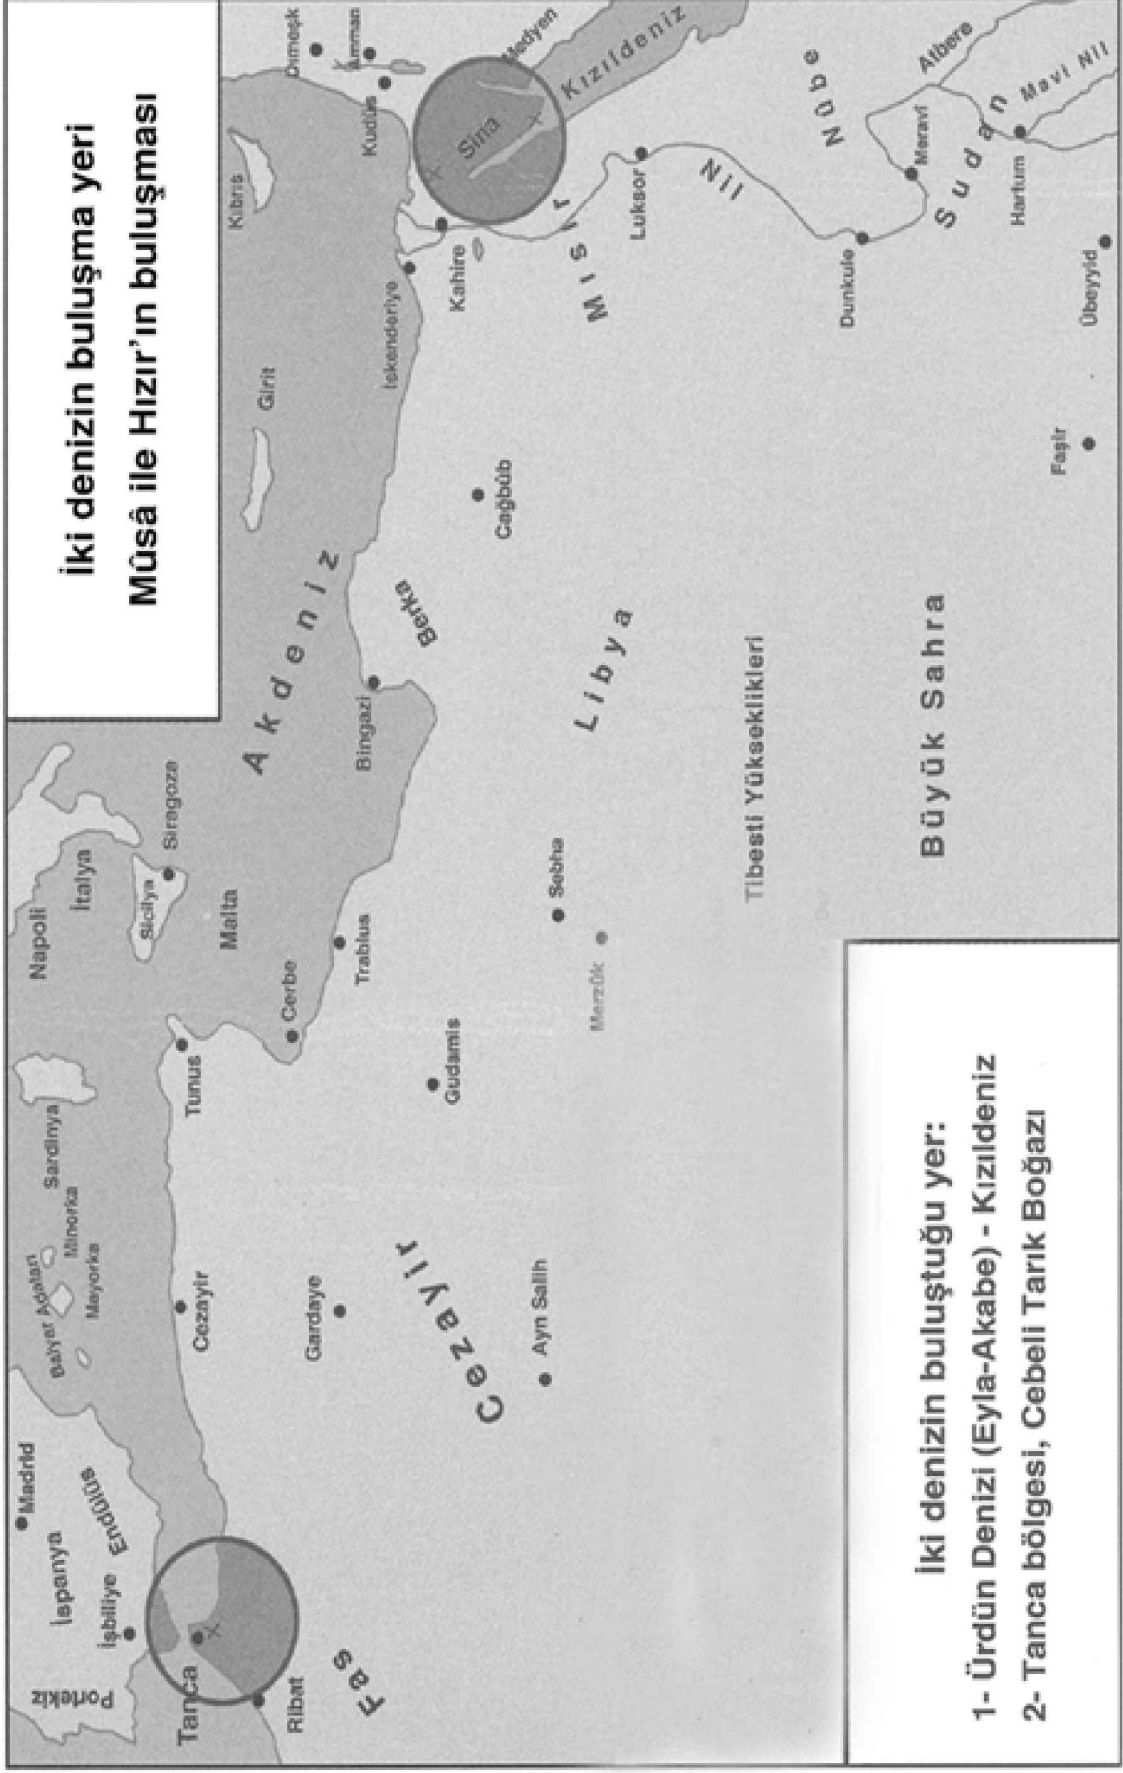 İki denizin buluşma yeri
Mûsâ ile Hızır'ın buluşması
Portekiz
İspanya
Madrid
İşbiliye
Endülüs
Tanca
Ribat
Fas
Balyar Adaları
Mayorka
Minorka
Sardinya
Cezayir
Gardaye
Cezayir
Ayn Salih
Tunus
Cerbe
Gudamis
Napoli
İtalya
Sicilya
Siragoza
Malta
Trablus
Sebha
Merzûk
Akdeniz
Bingazi
Berka
Libya
Tibesti Yükseklikleri
Büyük Sahra
Cağbûb
Girit
Kıbrıs
İskenderiye
Kahire
Mısır
Dımeşk
Amman
Kudüs
Sina
Medyen
Kızıldeniz
Luksor
Nil
Nûbe
Dunkule
Meravî
Atbere
Mavi Nil
Sudan
Hartum
Übeyyid
Faşir
İki denizin buluştuğu yer:
1- Ürdün Denizi (Eyla-Akabe) - Kızıldeniz
2- Tanca bölgesi, Cebeli Tarık Boğazı